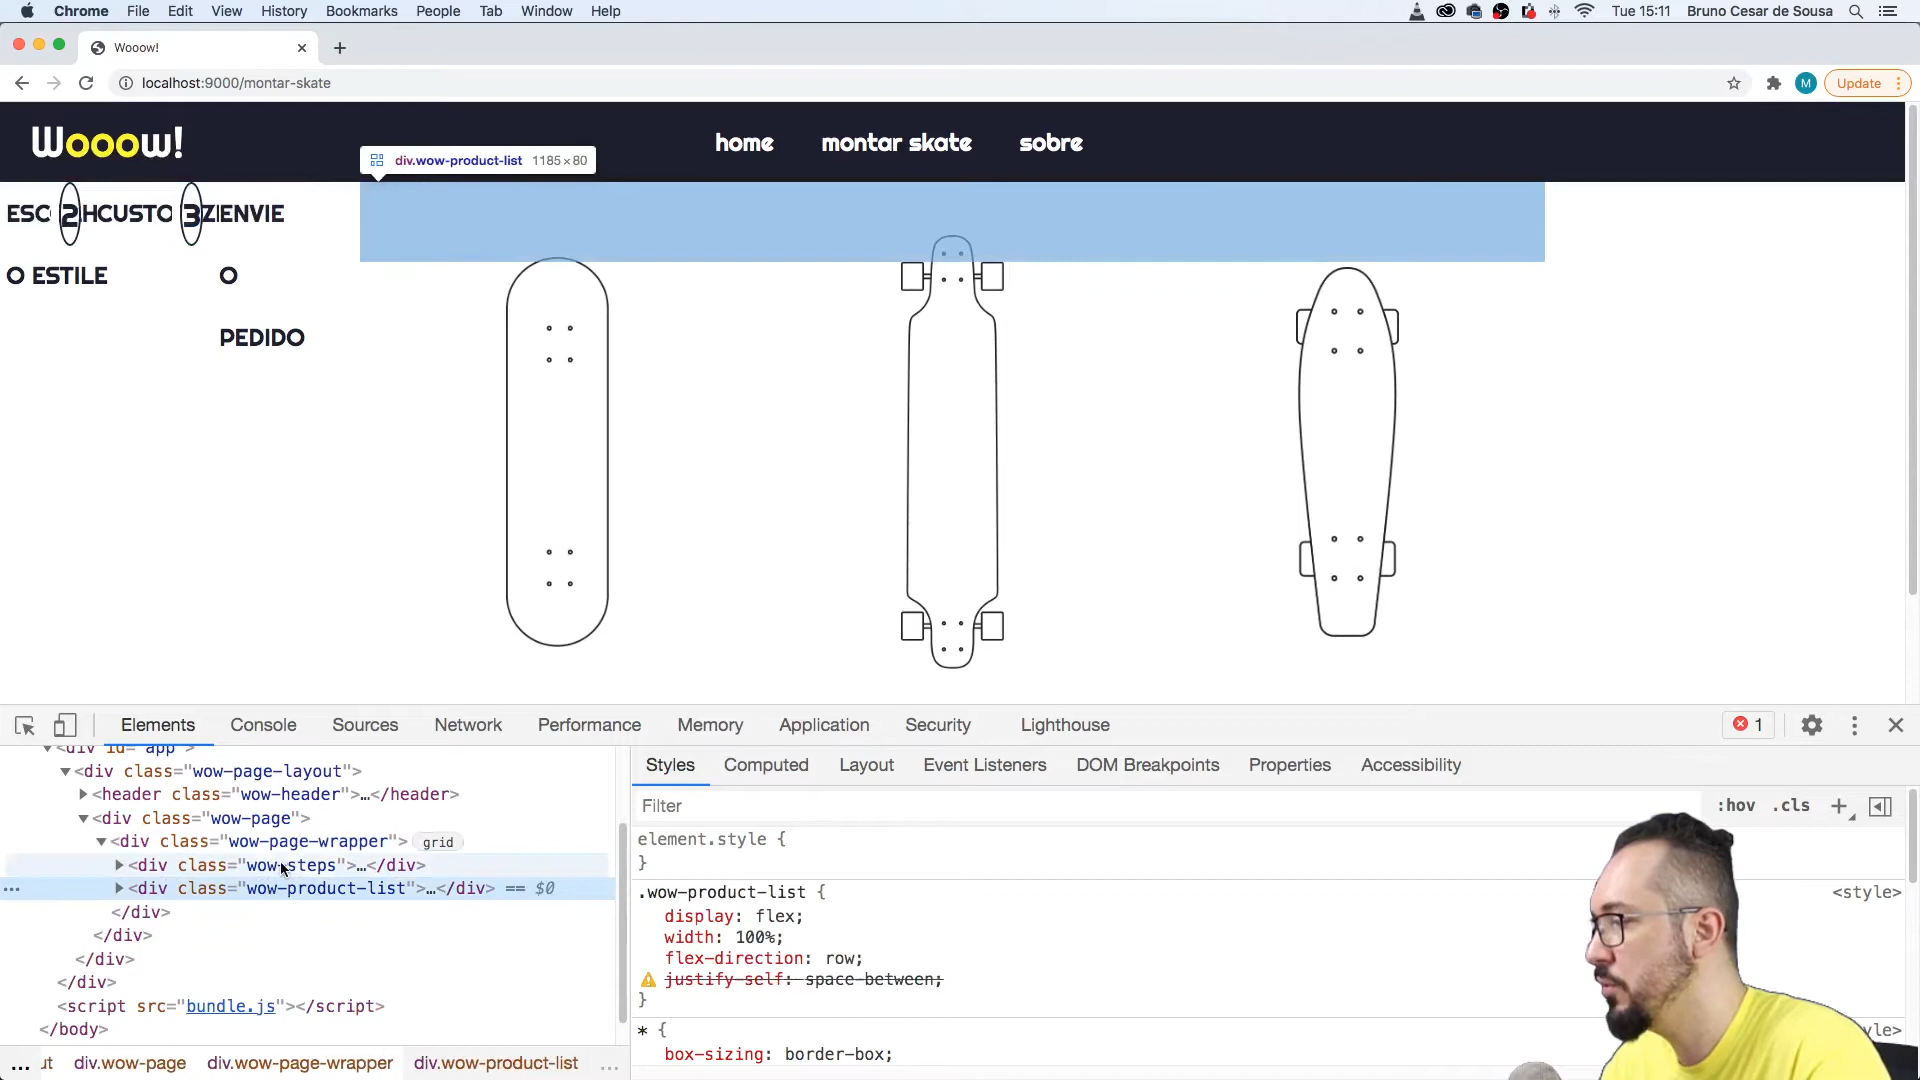 Chrome File Edit View History Bookmarks People Tab Window Help Tue 15:11 Bruno Cesar de Sousa
Wooow!
localhost:9000/montar-skate M Update
Wooow! home montar skate sobre
div.wow-product-list 1185 × 80
ESC 2 HCUSTO 3 ZIENVIE
O ESTILE O
PEDIDO
Elements Console Sources Network Performance Memory Application Security Lighthouse 1
<div id="app">
<div class="wow-page-layout">
<header class="wow-header">…</header>
<div class="wow-page">
<div class="wow-page-wrapper"> grid
<div class="wow-steps">…</div>
<div class="wow-product-list">…</div> == $0
</div>
</div>
</div>
</div>
<script src="bundle.js"></script>
</body>
... ut div.wow-page div.wow-page-wrapper div.wow-product-list ...
Styles Computed Layout Event Listeners DOM Breakpoints Properties Accessibility
Filter :hov .cls
element.style {
}
.wow-product-list { <style>
display: flex;
width: 100%;
flex-direction: row;
justify-self: space-between;
}
* { yle>
box-sizing: border-box;